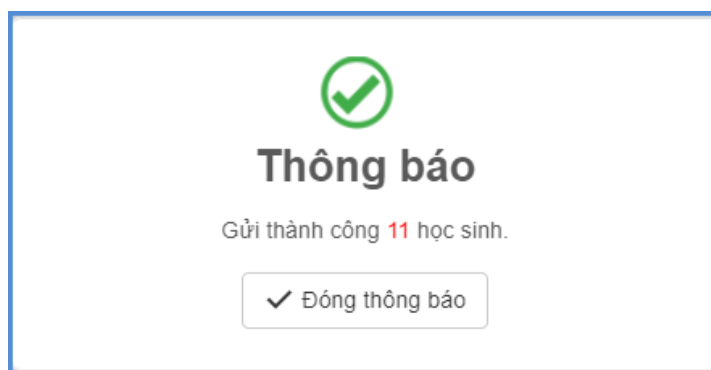 Thông báo
Gửi thành công 11 học sinh.
Đóng thông báo